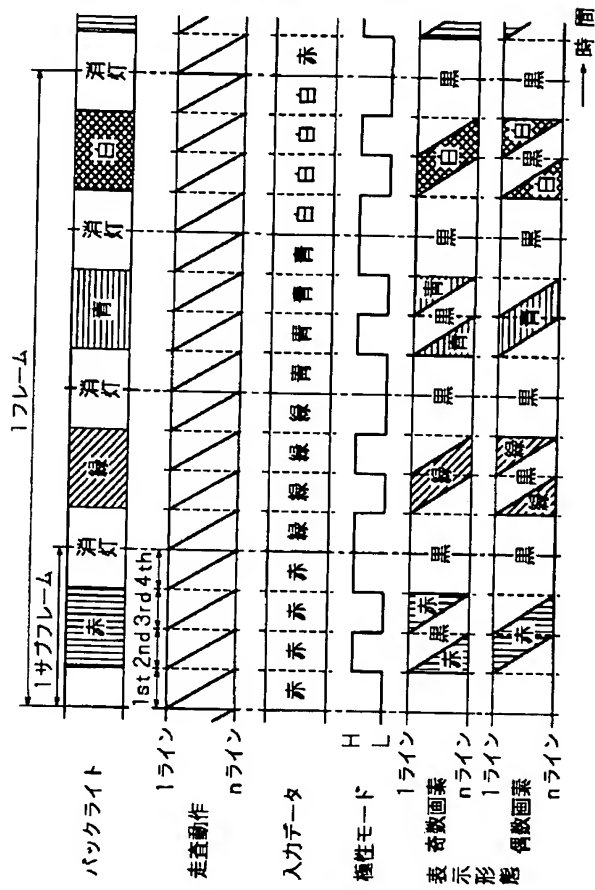 1フレーム
1サブフレーム
バックライト
赤 消灯 緑 消灯 青 消灯 白 消灯
1st 2nd 3rd 4th
走査動作
1ライン
nライン
入力データ
赤 赤 赤 赤 緑 緑 緑 緑 青 青 青 青 白 白 白 白 赤
極性モード
H
L
表示形態
奇数画素
1ライン
nライン
赤 黒 赤 黒 緑 黒 青 黒 青 黒 白 黒
偶数画素
1ライン
nライン
赤 黒 緑 黒 緑 黒 青 黒 白 黒 白 黒
時間